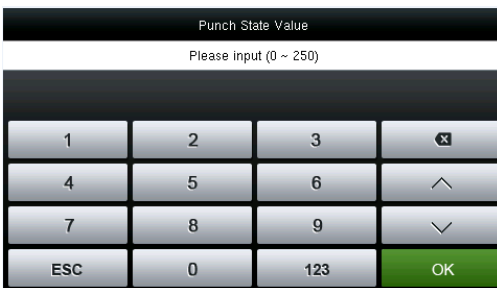 Punch State Value
Please input (0 ~ 250)
1 2 3
4 5 6
7 8 9
ESC 0 123 OK